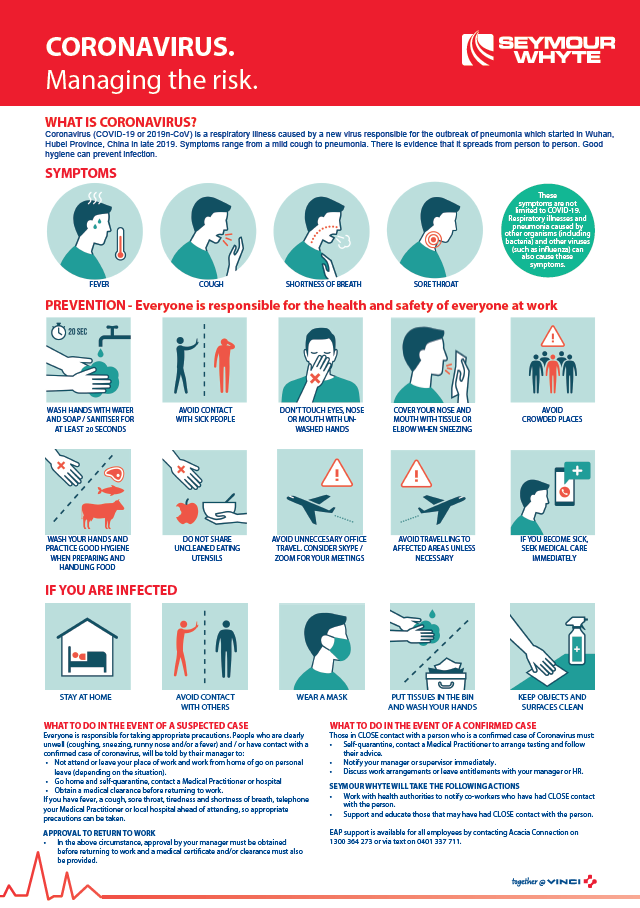 CORONAVIRUS.
Managing the risk.
SEYMOUR
WHYTE
WHAT IS CORONAVIRUS?
Coronavirus (COVID-19 or 2019n-CoV) is a respiratory illness caused by a new virus responsible for the outbreak of pneumonia which started in Wuhan,
Hubei Province, China in late 2019. Symptoms range from a mild cough to pneumonia. There is evidence that it spreads from person to person. Good
hygiene can prevent infection.
SYMPTOMS
FEVER
COUGH
SHORTNESS OF BREATH
SORE THROAT
These
symptoms are not
limited to COVID-19.
Respiratory illnesses and
pneumonia caused by
other organisms (including
bacteria) and other viruses
(such as influenza) can
also cause these
symptoms.
PREVENTION - Everyone is responsible for the health and safety of everyone at work
20 SEC
WASH HANDS WITH WATER
AND SOAP / SANITISER FOR
AT LEAST 20 SECONDS
AVOID CONTACT
WITH SICK PEOPLE
DON'T TOUCH EYES, NOSE
OR MOUTH WITH UN-
WASHED HANDS
COVER YOUR NOSE AND
MOUTH WITH TISSUE OR
ELBOW WHEN SNEEZING
AVOID
CROWDED PLACES
WASH YOUR HANDS AND
PRACTICE GOOD HYGIENE
WHEN PREPARING AND
HANDLING FOOD
DO NOT SHARE
UNCLEANED EATING
UTENSILS
AVOID UNNECCESARY OFFICE
TRAVEL. CONSIDER SKYPE /
ZOOM FOR YOUR MEETINGS
AVOID TRAVELLING TO
AFFECTED AREAS UNLESS
NECESSARY
IF YOU BECOME SICK,
SEEK MEDICAL CARE
IMMEDIATELY
IF YOU ARE INFECTED
STAY AT HOME
AVOID CONTACT
WITH OTHERS
WEAR A MASK
PUT TISSUES IN THE BIN
AND WASH YOUR HANDS
KEEP OBJECTS AND
SURFACES CLEAN
WHAT TO DO IN THE EVENT OF A SUSPECTED CASE
Everyone is responsible for taking appropriate precautions. People who are clearly
unwell (coughing, sneezing, runny nose and/or a fever) and / or have contact with a
confirmed case of coronavirus, will be told by their manager to:
• Not attend or leave your place of work and work from home of go on personal
leave (depending on the situation).
• Go home and self-quarantine, contact a Medical Practitioner or hospital
• Obtain a medical clearance before returning to work.
If you have fever, a cough, sore throat, tiredness and shortness of breath, telephone
your Medical Practitioner or local hospital ahead of attending, so appropriate
precautions can be taken.
APPROVAL TO RETURN TO WORK
• In the above circumstance, approval by your manager must be obtained
before returning to work and a medical certificate and/or clearance must also
be provided.
WHAT TO DO IN THE EVENT OF A CONFIRMED CASE
Those in CLOSE contact with a person who is a confirmed case of Coronavirus must:
• Self-quarantine, contact a Medical Practitioner to arrange testing and follow
their advice.
• Notify your manager or supervisor immediately.
• Discuss work arrangements or leave entitlements with your manager or HR.
SEYMOUR WHYTE WILL TAKE THE FOLLOWING ACTIONS
• Work with health authorities to notify co-workers who have had CLOSE contact
with the person.
• Support and educate those that may have had CLOSE contact with the person.
EAP support is available for all employees by contacting Acacia Connection on
1300 364 273 or via text on 0401 337 711.
together @ VINCI